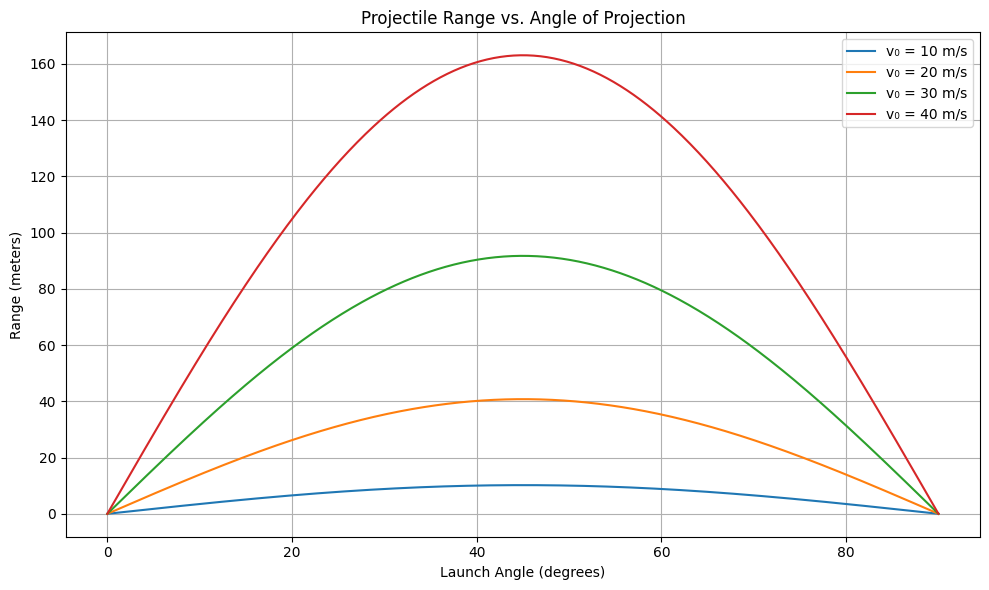 Projectile Range vs. Angle of Projection
v₀ = 10 m/s
v₀ = 20 m/s
v₀ = 30 m/s
v₀ = 40 m/s
Range (meters)
160
140
120
100
80
60
40
20
0
0 20 40 60 80
Launch Angle (degrees)